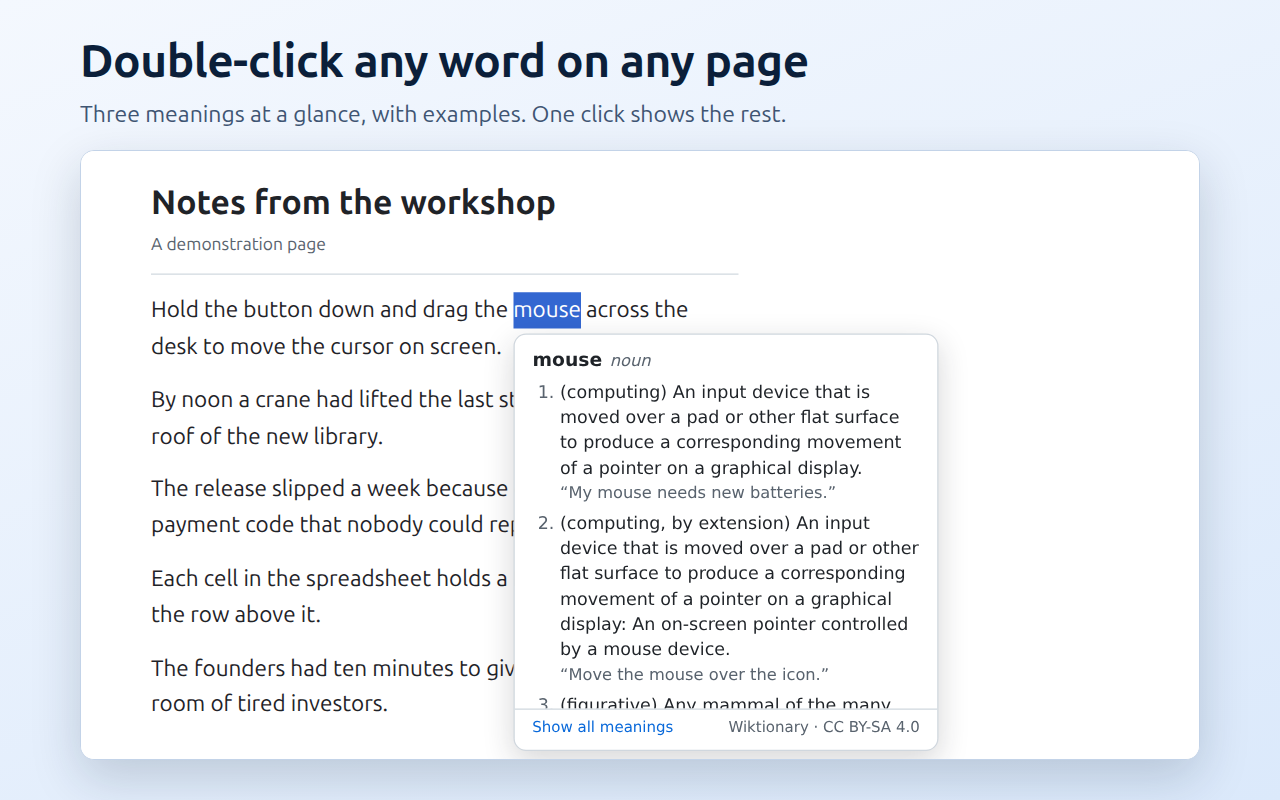 Double-click any word on any page
Three meanings at a glance, with examples. One click shows the rest.
Notes from the workshop
A demonstration page
Hold the button down and drag the mouse across the
desk to move the cursor on screen.
By noon a crane had lifted the last
roof of the new library.
The release slipped a week because
payment code that nobody could
Each cell in the spreadsheet holds a
the row above it.
The founders had ten minutes to
room of tired investors.
mouse noun
1. (computing) An input device that is
moved over a pad or other flat surface
to produce a corresponding movement
of a pointer on a graphical display.
“My mouse needs new batteries.”
2. (computing, by extension) An input
device that is moved over a pad or other
flat surface to produce a corresponding
movement of a pointer on a graphical
display: An on-screen pointer controlled
by a mouse device.
“Move the mouse over the icon.”
3. (figurative) Any mammal of the many
Show all meanings
Wiktionary · CC BY-SA 4.0